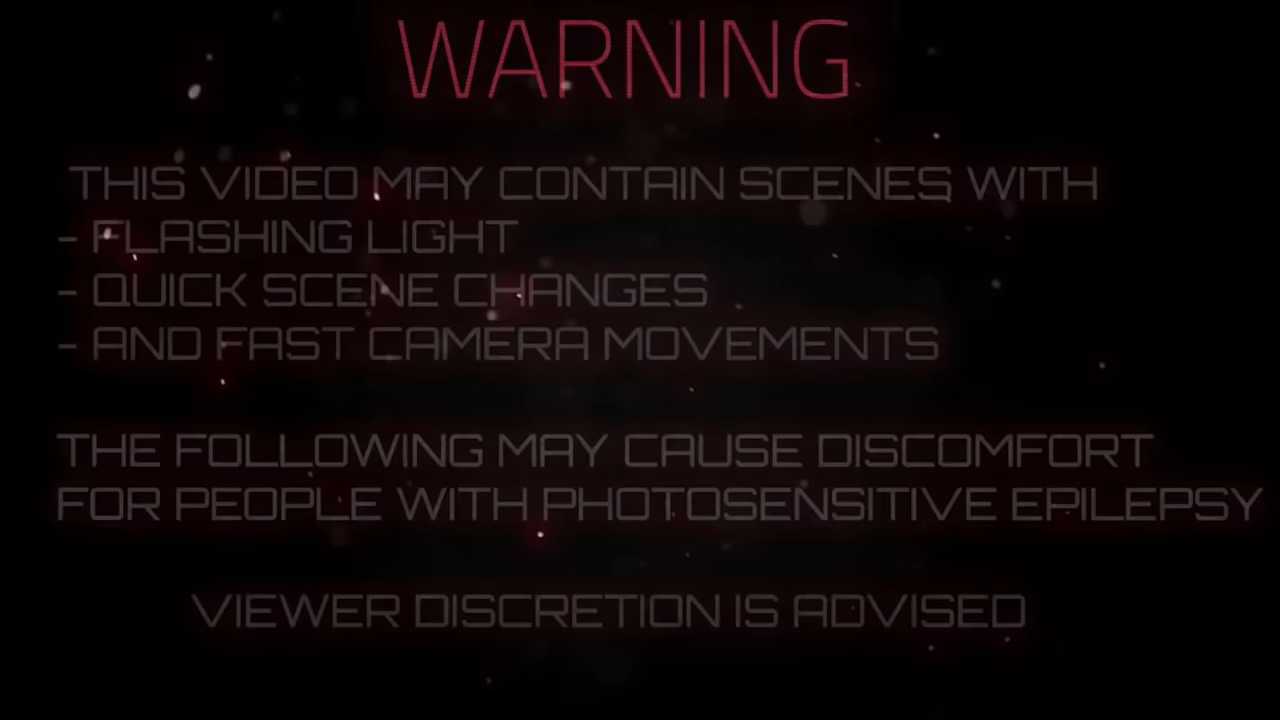 WARNING
THIS VIDEO MAY CONTAIN SCENES WITH
- FLASHING LIGHT
- QUICK SCENE CHANGES
- AND FAST CAMERA MOVEMENTS
THE FOLLOWING MAY CAUSE DISCOMFORT
FOR PEOPLE WITH PHOTOSENSITIVE EPILEPSY
VIEWER DISCRETION IS ADVISED